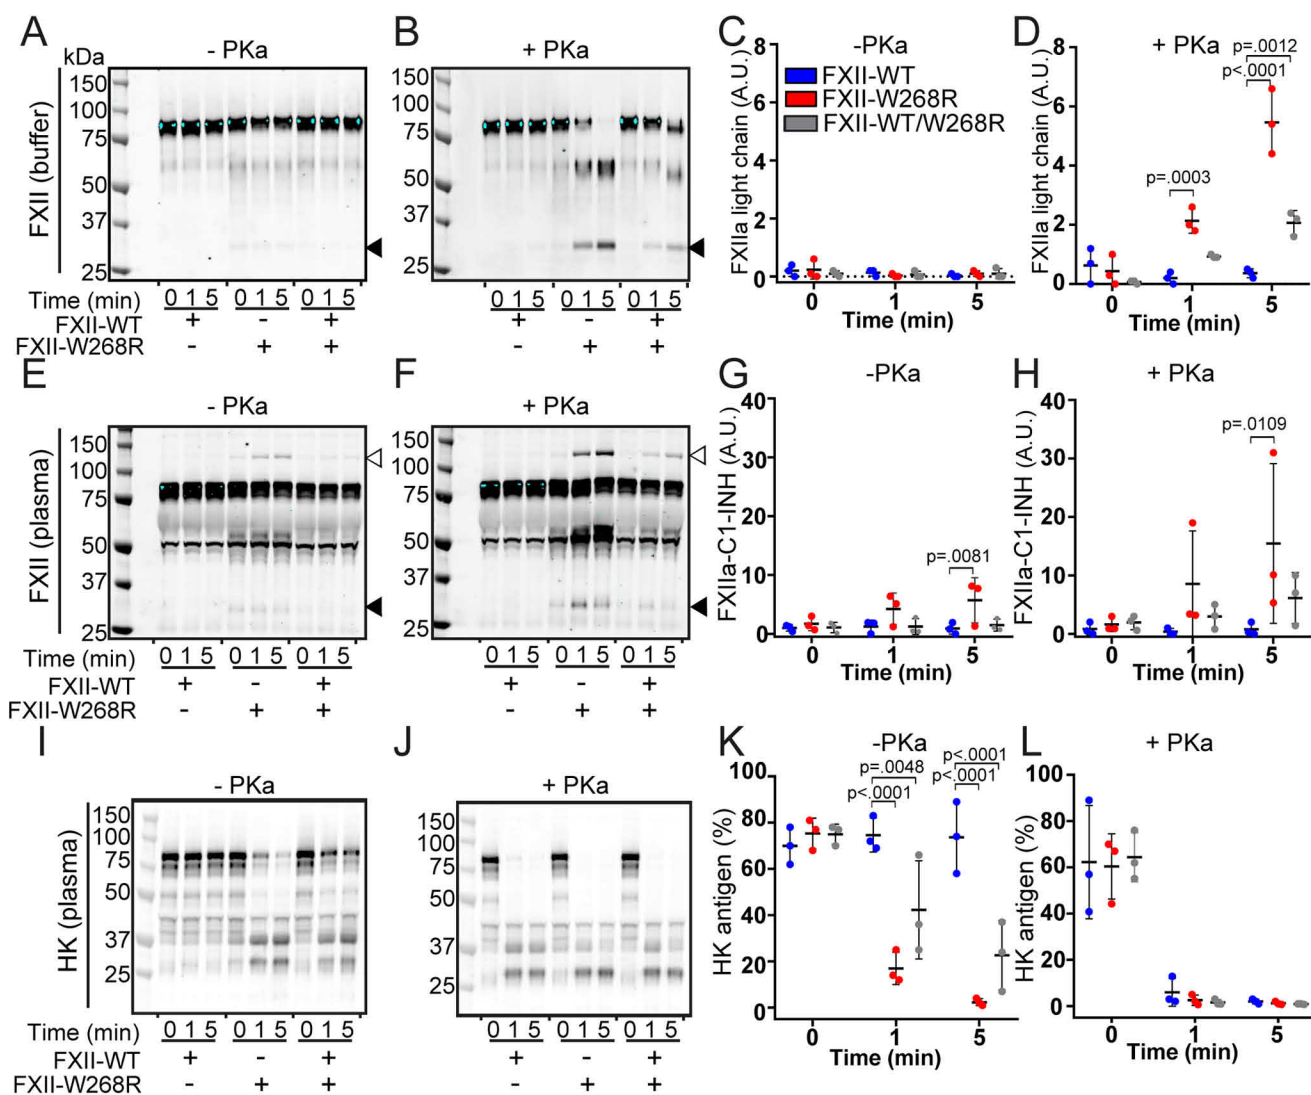 A
- PKa
kDa
150
100
75
50
37
25
FXII (buffer)
Time (min) 0 1 5 0 1 5 0 1 5
FXII-WT + - +
FXII-W268R - + +
B
+ PKa
150
100
75
50
37
25
0 1 5 0 1 5 0 1 5
+ - +
- + +
C
-PKa
FXIIa light chain (A.U.)
8
6
4
2
0
FXII-WT
FXII-W268R
FXII-WT/W268R
0 1 5
Time (min)
D
+ PKa
FXIIa light chain (A.U.)
8
6
4
2
0
p=.0012
p<.0001
p=.0003
0 1 5
Time (min)
E
- PKa
150
100
75
50
37
25
FXII (plasma)
Time (min) 0 1 5 0 1 5 0 1 5
FXII-WT + - +
FXII-W268R - + +
F
+ PKa
150
100
75
50
37
25
0 1 5 0 1 5 0 1 5
+ - +
- + +
G
-PKa
FXIIa-C1-INH (A.U.)
40
30
20
10
0
p=.0081
0 1 5
Time (min)
H
+ PKa
FXIIa-C1-INH (A.U.)
40
30
20
10
0
p=.0109
0 1 5
Time (min)
I
- PKa
150
100
75
50
37
25
HK (plasma)
Time (min) 0 1 5 0 1 5 0 1 5
FXII-WT + - +
FXII-W268R - + +
J
+ PKa
150
100
75
50
37
25
0 1 5 0 1 5 0 1 5
+ - +
- + +
K
-PKa
HK antigen (%)
100
80
60
40
20
0
p=.0048
p<.0001
p<.0001
p<.0001
0 1 5
Time (min)
L
+ PKa
HK antigen (%)
100
80
60
40
20
0
0 1 5
Time (min)